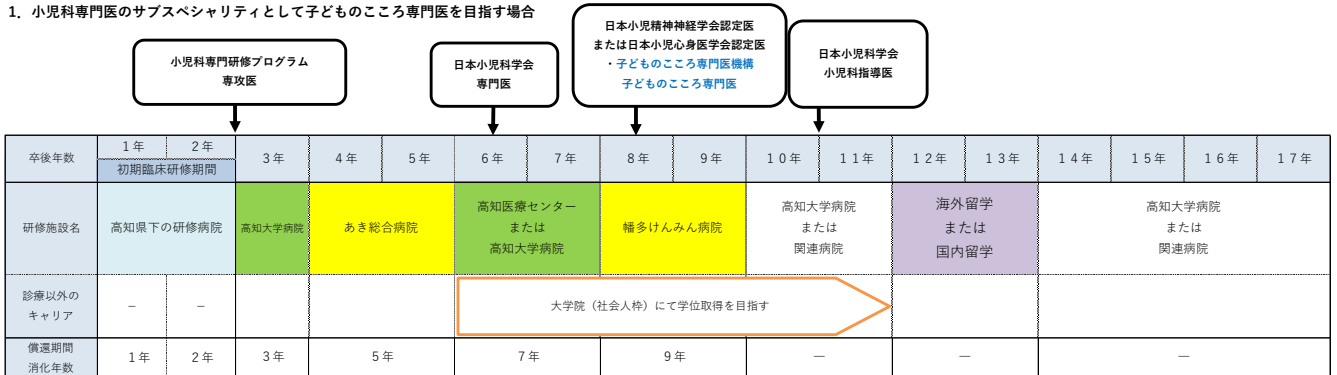 1．小児科専門医のサブスペシャリティとして子どものこころ専門医を目指す場合
小児科専門研修プログラム
専攻医
日本小児科学会
専門医
日本小児精神神経学会認定医
または日本小児心身医学会認定医
・子どものこころ専門医機構
子どものこころ専門医
日本小児科学会
小児科指導医
卒後年数 1年 2年 3年 4年 5年 6年 7年 8年 9年 10年 11年 12年 13年 14年 15年 16年 17年
初期臨床研修期間
研修施設名 高知県下の研修病院 高知大学病院 あき総合病院
高知医療センター
または
高知大学病院
幡多けんみん病院
高知大学病院
または
関連病院
海外留学
または
国内留学
高知大学病院
または
関連病院
診療以外の
キャリア
－ －
大学院（社会人枠）にて学位取得を目指す
償還期間
消化年数
1年 2年 3年 5年 7年 9年 － － －